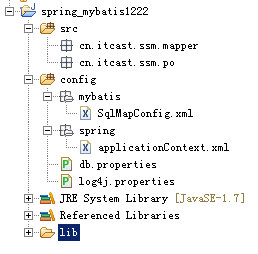 spring_mybatis1222
src
cn.itcast.ssm.mapper
cn.itcast.ssm.po
config
mybatis
SqlMapConfig.xml
spring
applicationContext.xml
db.properties
log4j.properties
JRE System Library [JavaSE-1.7]
Referenced Libraries
lib